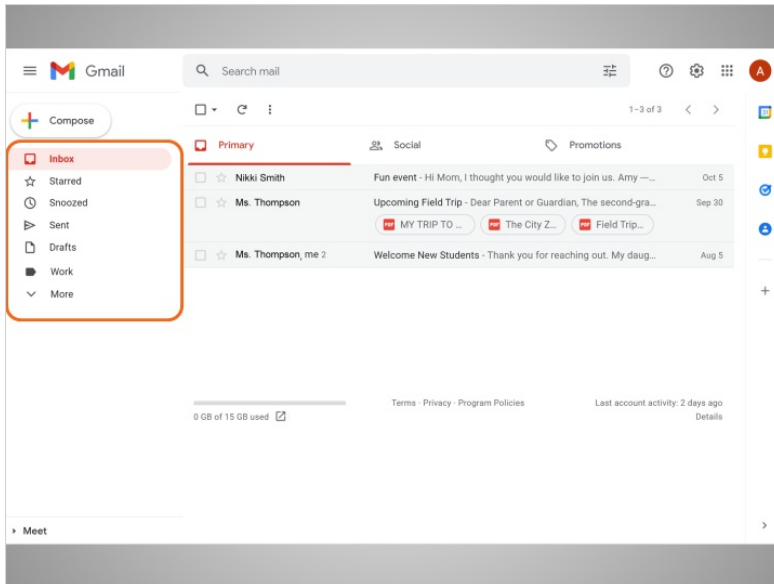 Gmail
Search mail
A
Compose
1–3 of 3
Primary
Social
Promotions
Inbox
Starred
Snoozed
Sent
Drafts
Work
More
Nikki Smith Fun event - Hi Mom, I thought you would like to join us. Amy —... Oct 5
Ms. Thompson Upcoming Field Trip - Dear Parent or Guardian, The second-gra... Sep 30
PDF MY TRIP TO ... PDF The City Z... PDF Field Trip...
Ms. Thompson, me 2 Welcome New Students - Thank you for reaching out. My daug... Aug 5
0 GB of 15 GB used
Terms · Privacy · Program Policies
Last account activity: 2 days ago
Details
Meet